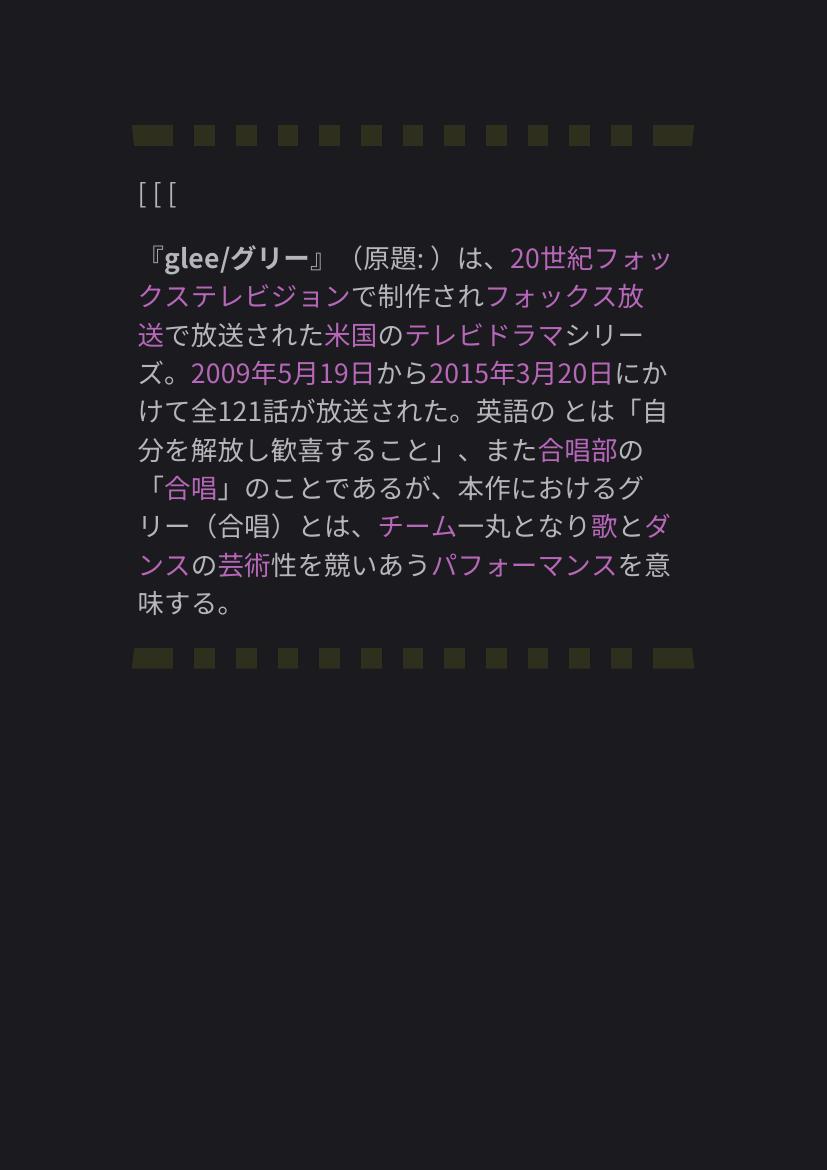 [ [ [
『glee/グリー』（原題: ）は、20世紀フォッ
クステレビジョンで制作されフォックス放
送で放送された米国のテレビドラマシリー
ズ。2009年5月19日から2015年3月20日にか
けて全121話が放送された。英語の とは「自
分を解放し歓喜すること」、また合唱部の
「合唱」のことであるが、本作におけるグ
リー（合唱）とは、チーム一丸となり歌とダ
ンスの芸術性を競いあうパフォーマンスを意
味する。